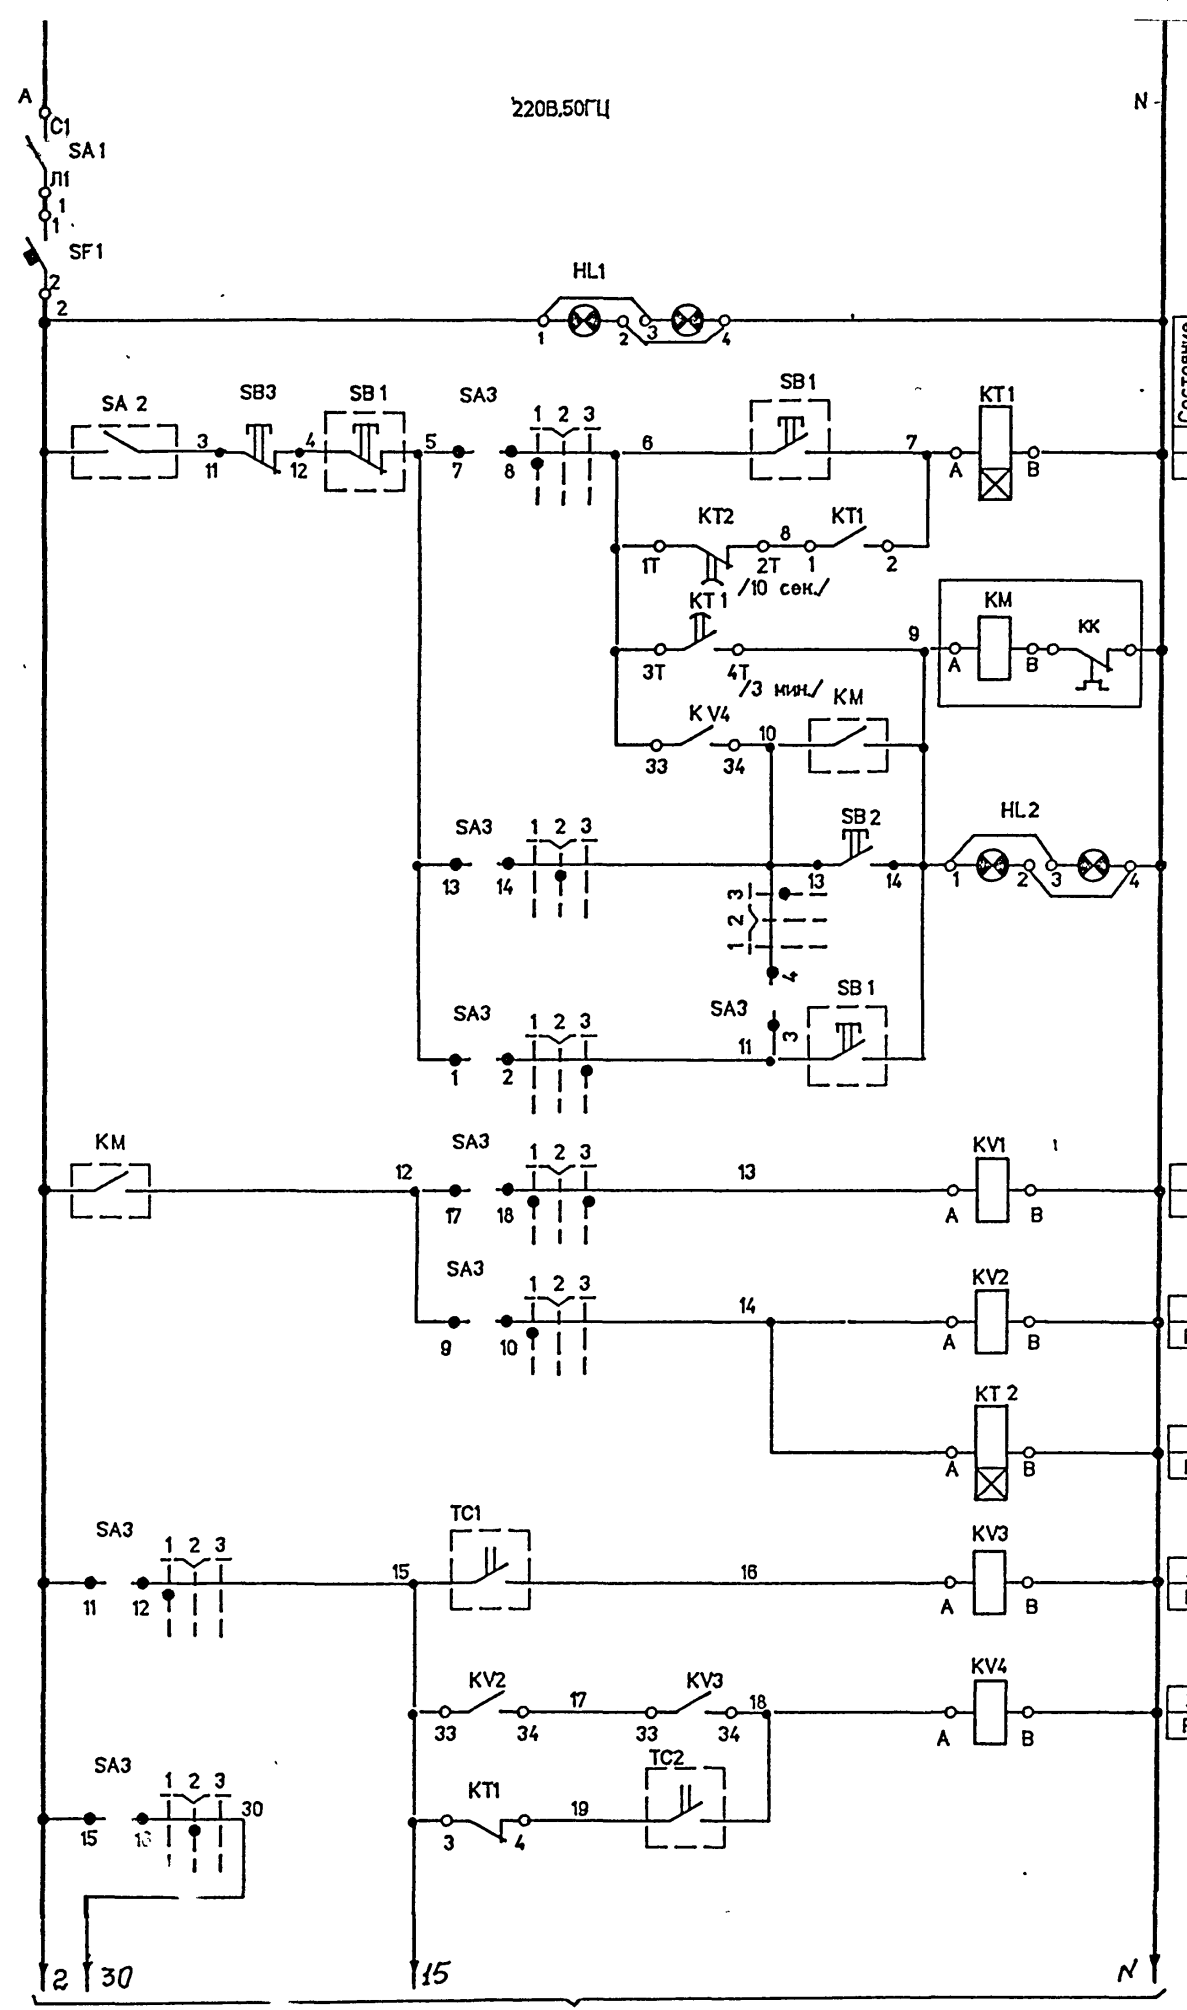 A
220В,50ГЦ
N
С1
SA1
Л1
1
1
SF1
2
2
HL1
1 2 3 4
Состояние
SA 2 SB3 SB1 SA3 1 2 3 SB1 KT1
3 4 5 6 7
11 12 7 8 A B
KT2 8 KT1
1T 2T 1 2
/10 сек./
KT1 9 KM KK
3T 4T A B
/3 мин./
KV4 10 KM
33 34
SA3 1 2 3 SB2 HL2
13 14 13 14 1 2 3 4
3
2
1
4
SA3 1 2 3 SA3 SB1
3
11
1 2
KM SA3 1 2 3 KV1
12 13
17 18 A B
SA3 1 2 3 KV2
14
9 10 A B
KT2
A B
SA3 1 2 3 TC1 KV3
15 16
11 12 A B
KV2 17 KV3 18 KV4
33 34 33 34 A B
SA3 1 2 3 30 KT1 19 TC2
15 3 4
2 30 15 N